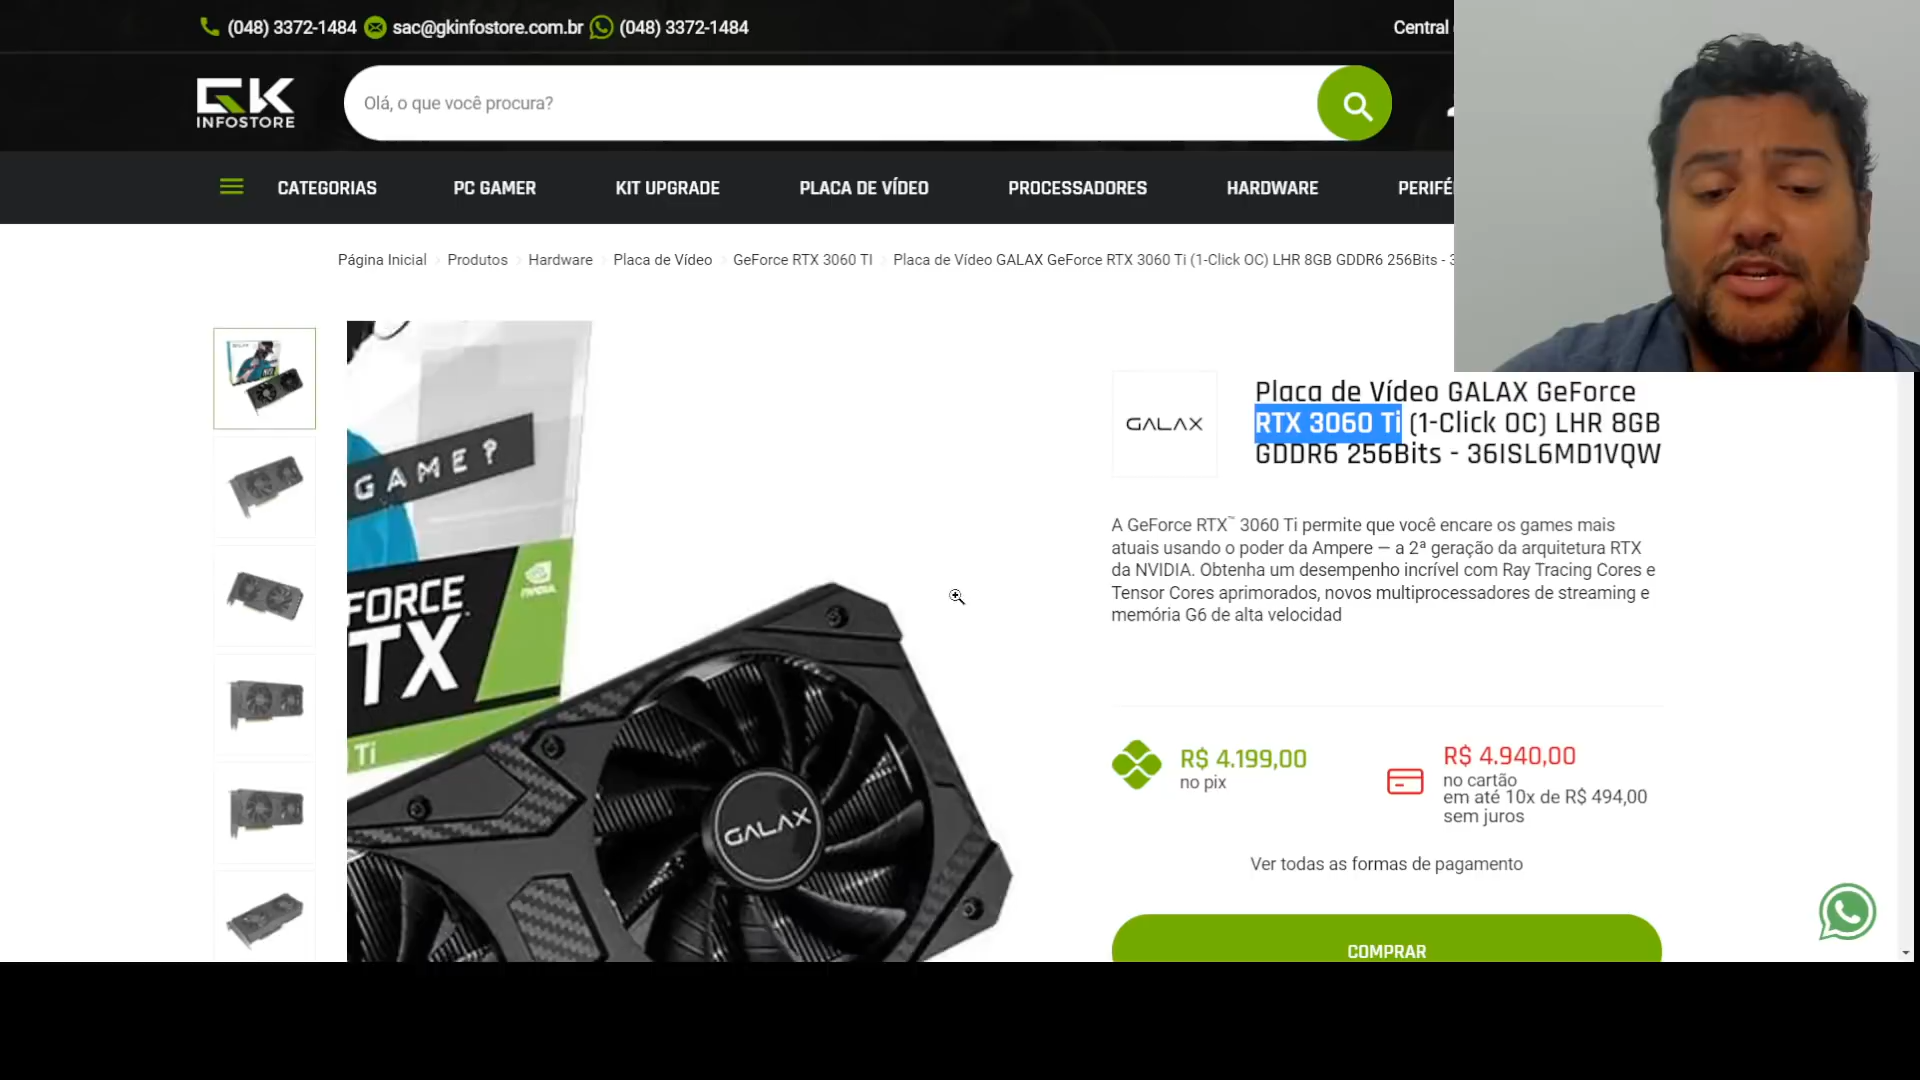 (048) 3372-1484 sac@gkinfostore.com.br (048) 3372-1484
Central
GK
INFOSTORE
Olá, o que você procura?
CATEGORIAS PC GAMER KIT UPGRADE PLACA DE VÍDEO PROCESSADORES HARDWARE PERIFÉ
Página Inicial Produtos Hardware Placa de Vídeo GeForce RTX 3060 TI Placa de Vídeo GALAX GeForce RTX 3060 Ti (1-Click OC) LHR 8GB GDDR6 256Bits - 3
GAME?
FORCE
RTX
NVIDIA
Ti
GALAX
GALAX
Placa de Vídeo GALAX GeForce
RTX 3060 Ti (1-Click OC) LHR 8GB
GDDR6 256Bits - 36ISL6MD1VQW
A GeForce RTX™ 3060 Ti permite que você encare os games mais
atuais usando o poder da Ampere — a 2ª geração da arquitetura RTX
da NVIDIA. Obtenha um desempenho incrível com Ray Tracing Cores e
Tensor Cores aprimorados, novos multiprocessadores de streaming e
memória G6 de alta velocidad
R$ 4.199,00
no pix
R$ 4.940,00
no cartão
em até 10x de R$ 494,00
sem juros
Ver todas as formas de pagamento
COMPRAR